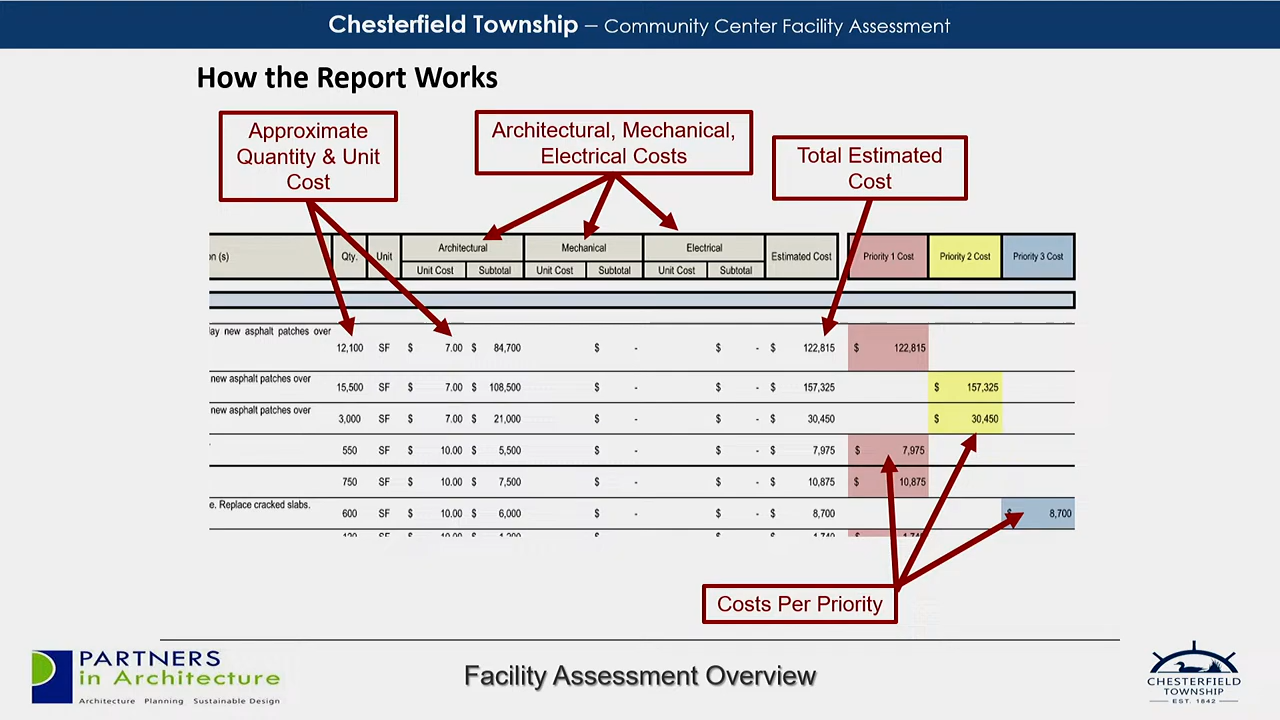 Chesterfield Township – Community Center Facility Assessment
How the Report Works
Approximate
Quantity & Unit
Cost
Architectural, Mechanical,
Electrical Costs
Total Estimated
Cost
n (s) Qty. Unit Architectural Mechanical Electrical Estimated Cost Priority 1 Cost Priority 2 Cost Priority 3 Cost
Unit Cost Subtotal Unit Cost Subtotal Unit Cost Subtotal
lay new asphalt patches over
12,100 SF $ 7.00 $ 84,700 $ - $ - $ 122,815 $ 122,815
new asphalt patches over
15,500 SF $ 7.00 $ 108,500 $ - $ - $ 157,325 $ 157,325
new asphalt patches over
3,000 SF $ 7.00 $ 21,000 $ - $ - $ 30,450 $ 30,450
550 SF $ 10.00 $ 5,500 $ - $ - $ 7,975 $ 7,975
750 SF $ 10.00 $ 7,500 $ - $ - $ 10,875 $ 10,875
e. Replace cracked slabs.
600 SF $ 10.00 $ 6,000 $ - $ - $ 8,700 $ 8,700
Costs Per Priority
PARTNERS
in Architecture
Architecture Planning Sustainable Design
Facility Assessment Overview
CHESTERFIELD
TOWNSHIP
EST. 1842